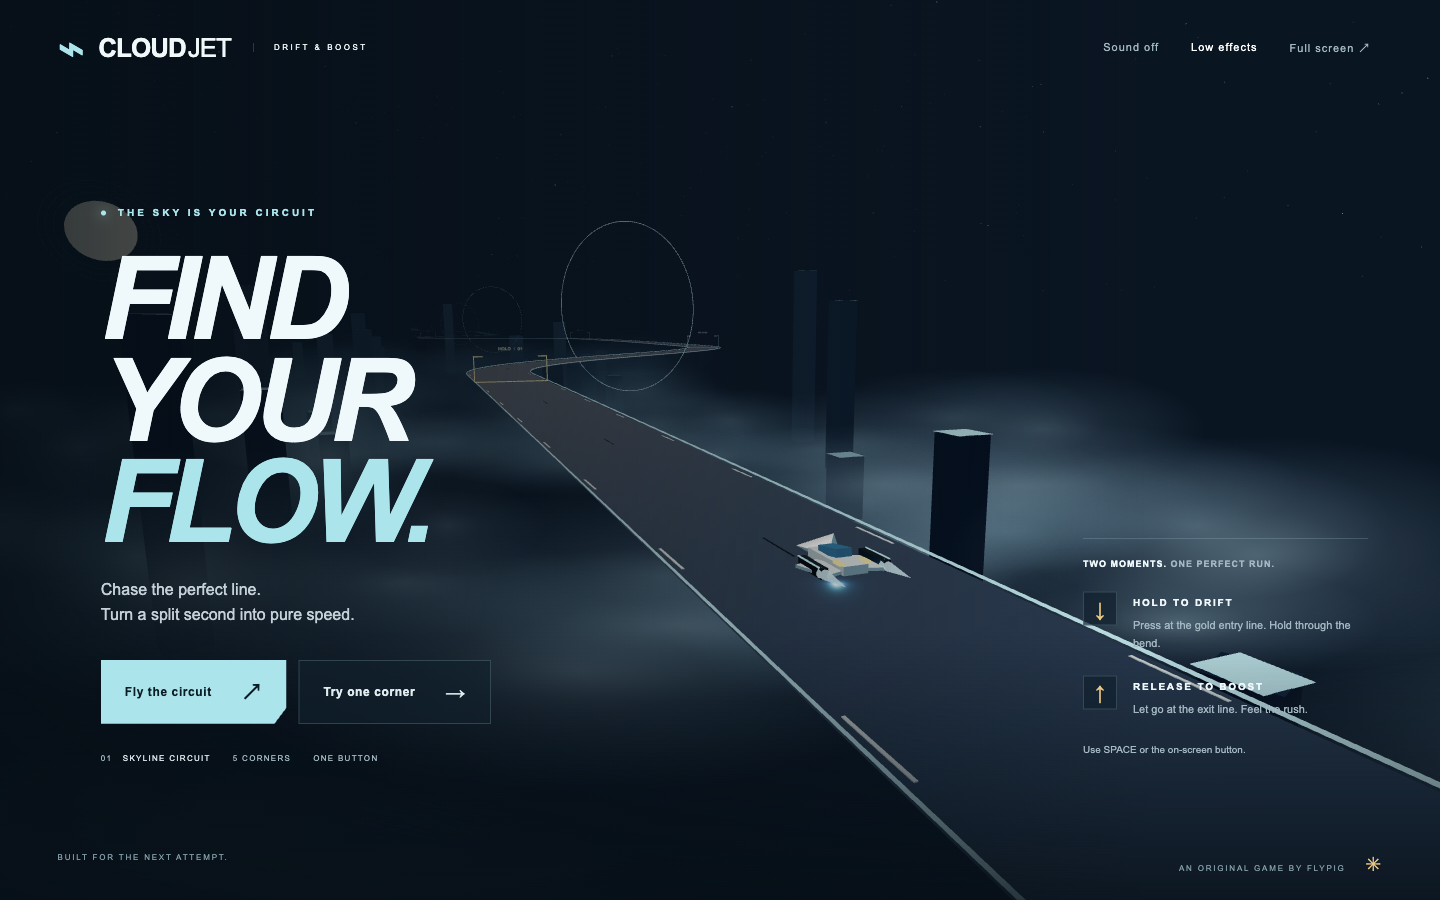 CLOUDJET
DRIFT & BOOST
Sound off
Low effects
Full screen ↗
THE SKY IS YOUR CIRCUIT
FIND
YOUR
FLOW.
Chase the perfect line.
Turn a split second into pure speed.
Fly the circuit ↗
Try one corner →
01 SKYLINE CIRCUIT 5 CORNERS ONE BUTTON
TWO MOMENTS. ONE PERFECT RUN.
HOLD TO DRIFT
Press at the gold entry line. Hold through the
bend.
RELEASE TO BOOST
Let go at the exit line. Feel the rush.
Use SPACE or the on-screen button.
BUILT FOR THE NEXT ATTEMPT.
AN ORIGINAL GAME BY FLYPIG